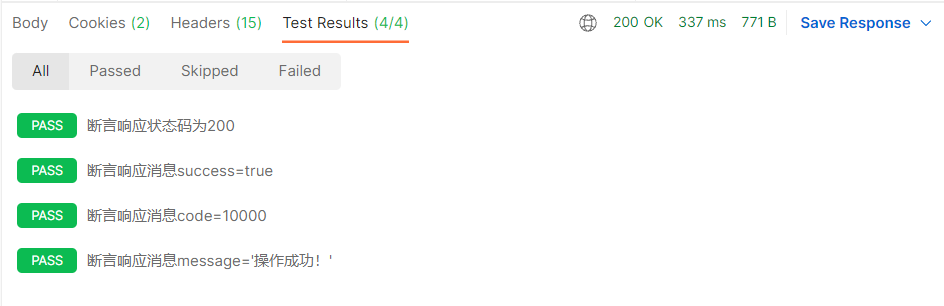 Body Cookies (2) Headers (15) Test Results (4/4) 200 OK 337 ms 771 B Save Response
All Passed Skipped Failed
PASS 断言响应状态码为200
PASS 断言响应消息success=true
PASS 断言响应消息code=10000
PASS 断言响应消息message='操作成功！'